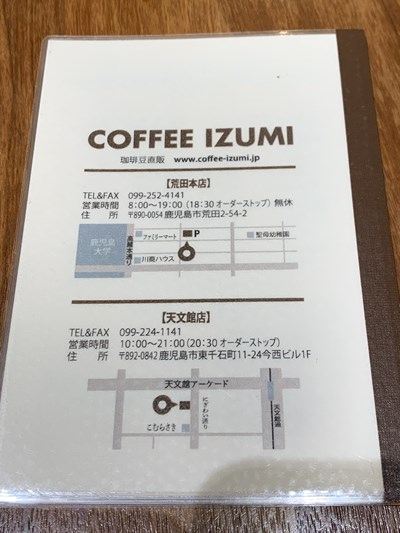 COFFEE IZUMI
珈琲豆直販 www.coffee-izumi.jp
【荒田本店】
TEL&FAX 099-252-4141
営業時間 8:00~19:00 (18:30 オーダーストップ) 無休
住 所 〒890-0054 鹿児島市荒田2-54-2
鹿児島
大学
ファミリーマート
P
聖母幼稚園
川商ハウス
【天文館店】
TEL&FAX 099-224-1141
営業時間 10:00~21:00 (20:30 オーダーストップ)
住 所 〒892-0842 鹿児島市東千石町11-24今西ビル1F
天文館アーケード
にぎわい通り
こむらさき